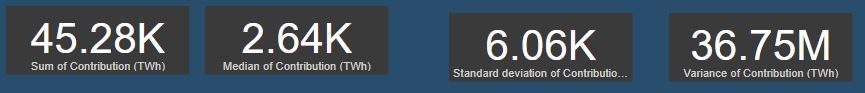 45.28K
Sum of Contribution (TWh)
2.64K
Median of Contribution (TWh)
6.06K
Standard deviation of Contributio...
36.75M
Variance of Contribution (TWh)